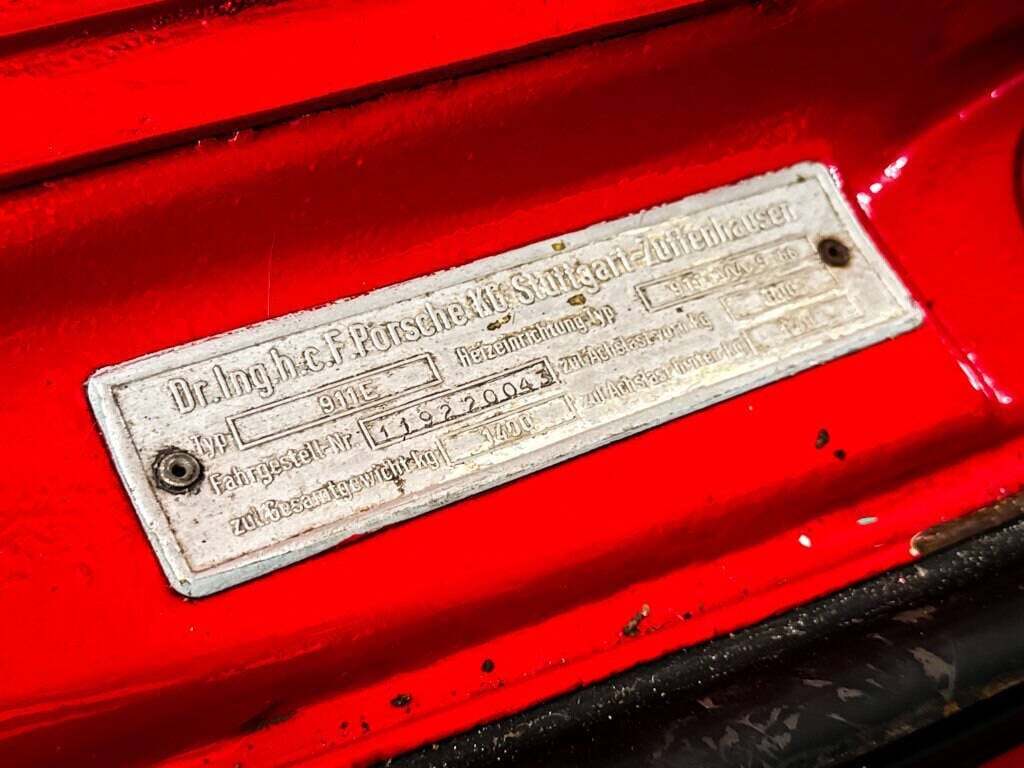 Dr.Ing.h.c.F.Porsche KG Stuttgart-Zuffenhausen
Typ 911E Heizeinrichtung-Typ
Fahrgestell-Nr. 119220043 zul.Achslast-vorn-kg
zul.Gesamtgewicht-kg 1400 zul.Achslast-hinten-kg